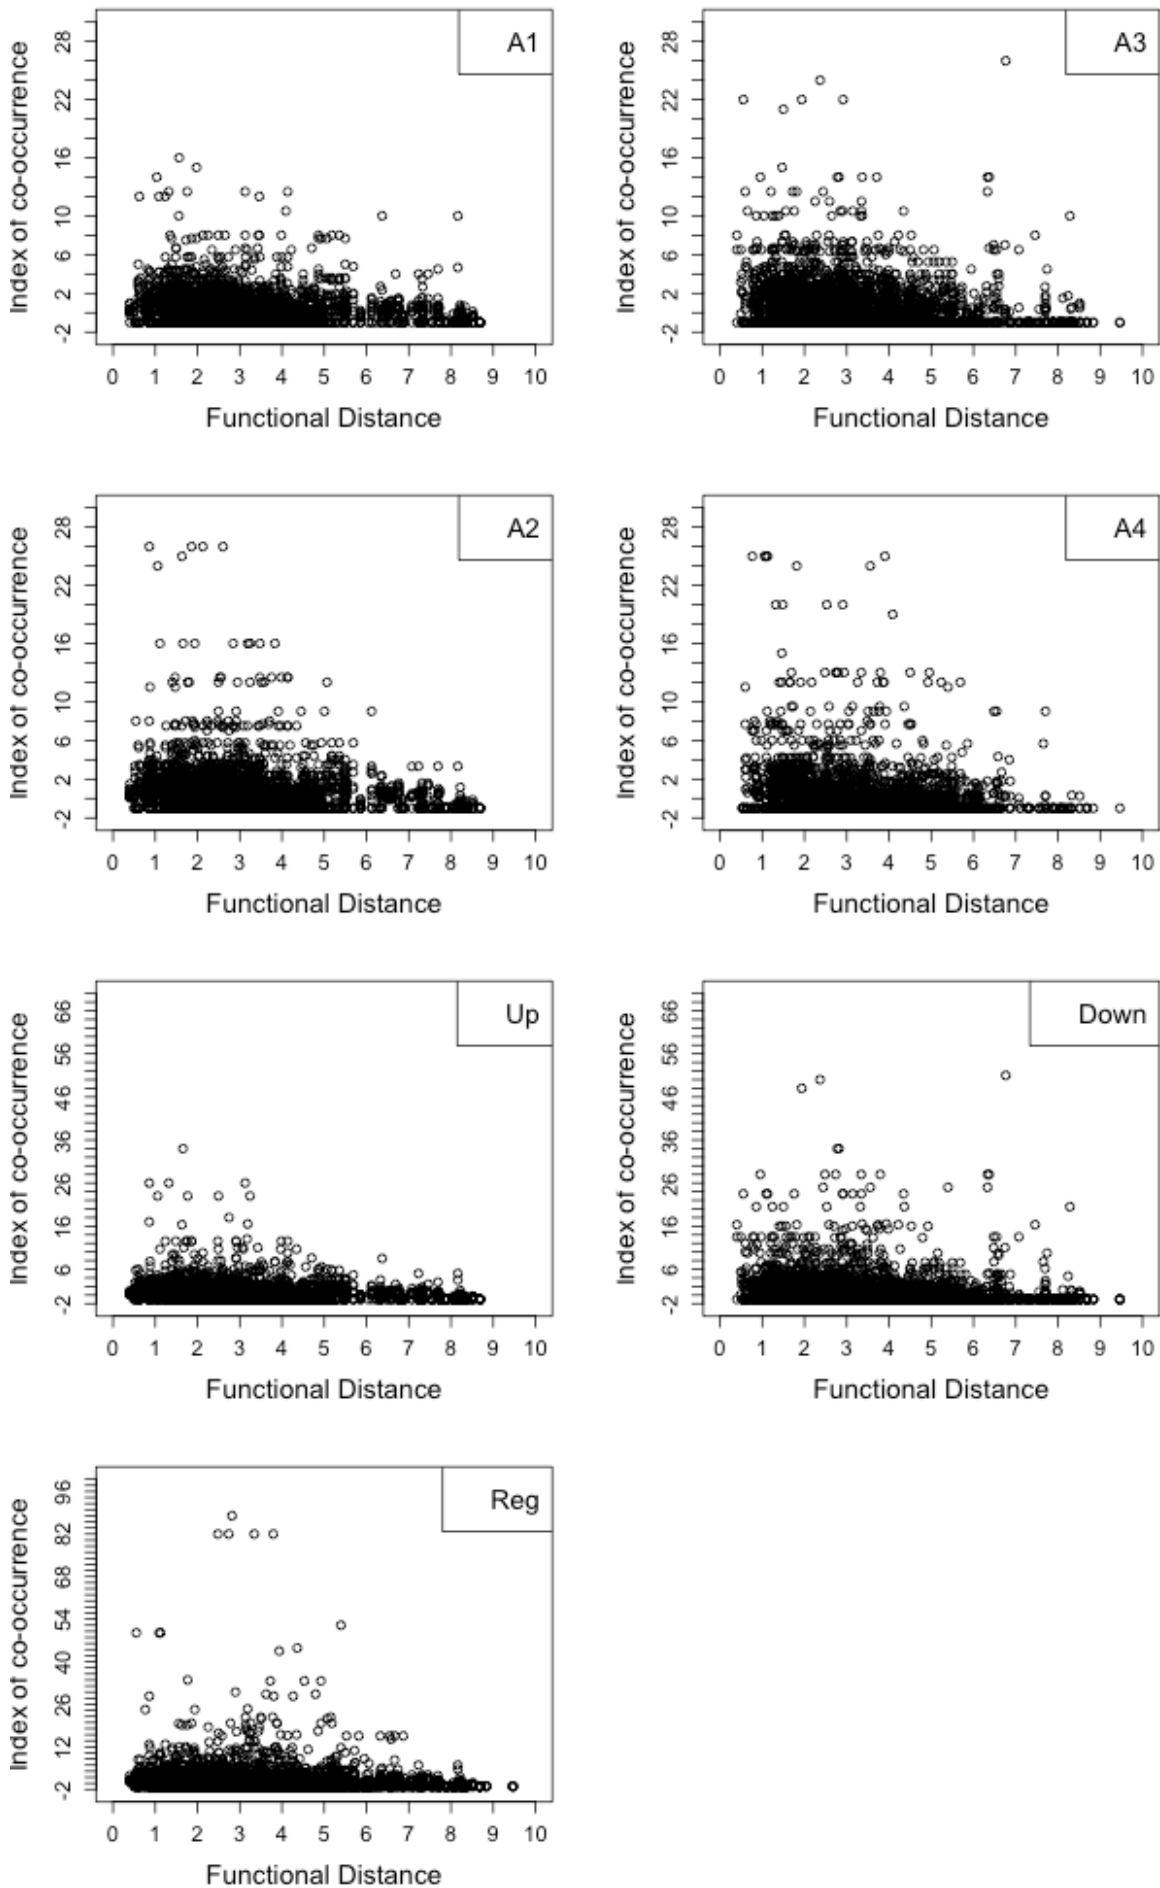 A1
Index of co-occurrence
-2 2 6 10 16 22 28
0 1 2 3 4 5 6 7 8 9 10
Functional Distance
A3
Index of co-occurrence
-2 2 6 10 16 22 28
0 1 2 3 4 5 6 7 8 9 10
Functional Distance
A2
Index of co-occurrence
-2 2 6 10 16 22 28
0 1 2 3 4 5 6 7 8 9 10
Functional Distance
A4
Index of co-occurrence
-2 2 6 10 16 22 28
0 1 2 3 4 5 6 7 8 9 10
Functional Distance
Up
Index of co-occurrence
-2 6 16 26 36 46 56 66
0 1 2 3 4 5 6 7 8 9 10
Functional Distance
Down
Index of co-occurrence
-2 6 16 26 36 46 56 66
0 1 2 3 4 5 6 7 8 9 10
Functional Distance
Reg
Index of co-occurrence
-2 12 26 40 54 68 82 96
0 1 2 3 4 5 6 7 8 9 10
Functional Distance